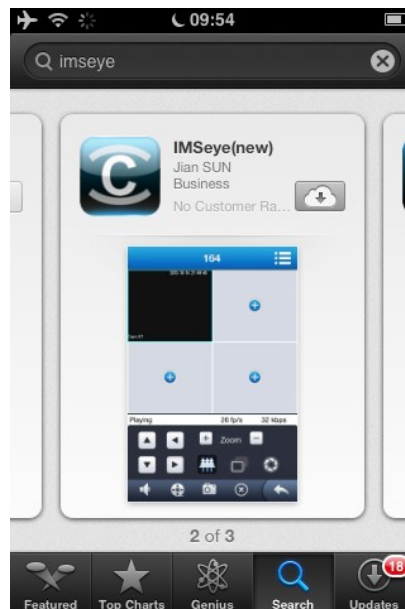 09:54
imseye
IMSeye(new)
Jian SUN
Business
No Customer Ra...
164
Playing 26 fp/s 32 kbps
Zoom
2 of 3
Featured Top Charts Genius Search Updates
18